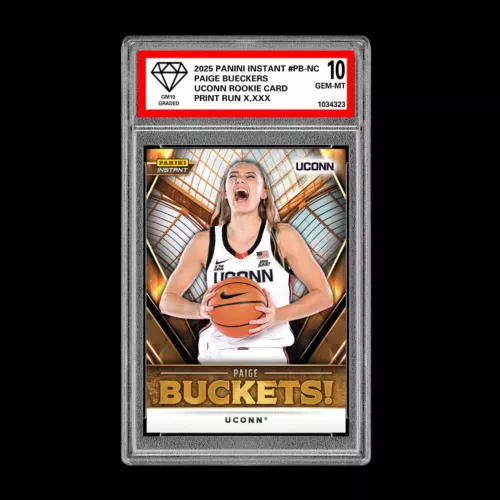 2025 PANINI INSTANT #PB-NC
PAIGE BUECKERS
UCONN ROOKIE CARD
PRINT RUN X,XXX
GM10
GRADED
10
GEM-MT
1034323
PANINI
INSTANT
UCONN
UCONN
PAIGE
BUCKETS!
UCONN®